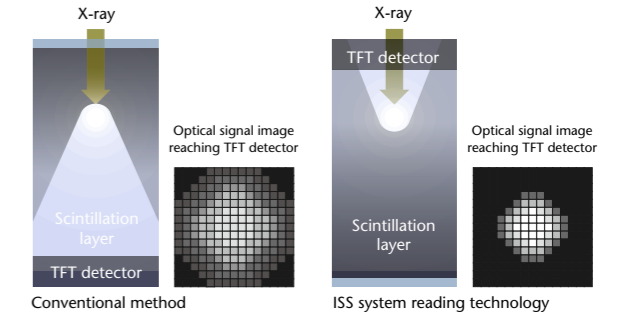 X-ray
Optical signal image
reaching TFT detector
Scintillation
layer
TFT detector
Conventional method
X-ray
TFT detector
Optical signal image
reaching TFT detector
Scintillation
layer
ISS system reading technology